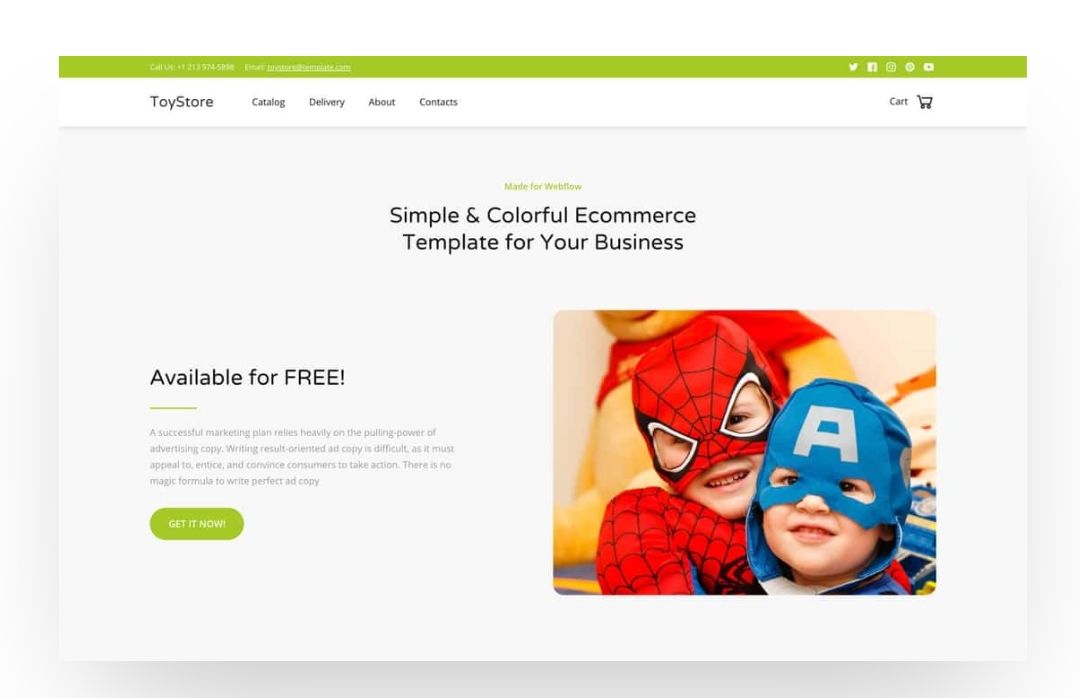 Call Us: +1 213 974-5898 Email: toystore@template.com
ToyStore Catalog Delivery About Contacts Cart
Made for Webflow
Simple & Colorful Ecommerce
Template for Your Business
Available for FREE!
A successful marketing plan relies heavily on the pulling-power of
advertising copy. Writing result-oriented ad copy is difficult, as it must
appeal to, entice, and convince consumers to take action. There is no
magic formula to write perfect ad copy
GET IT NOW!
A